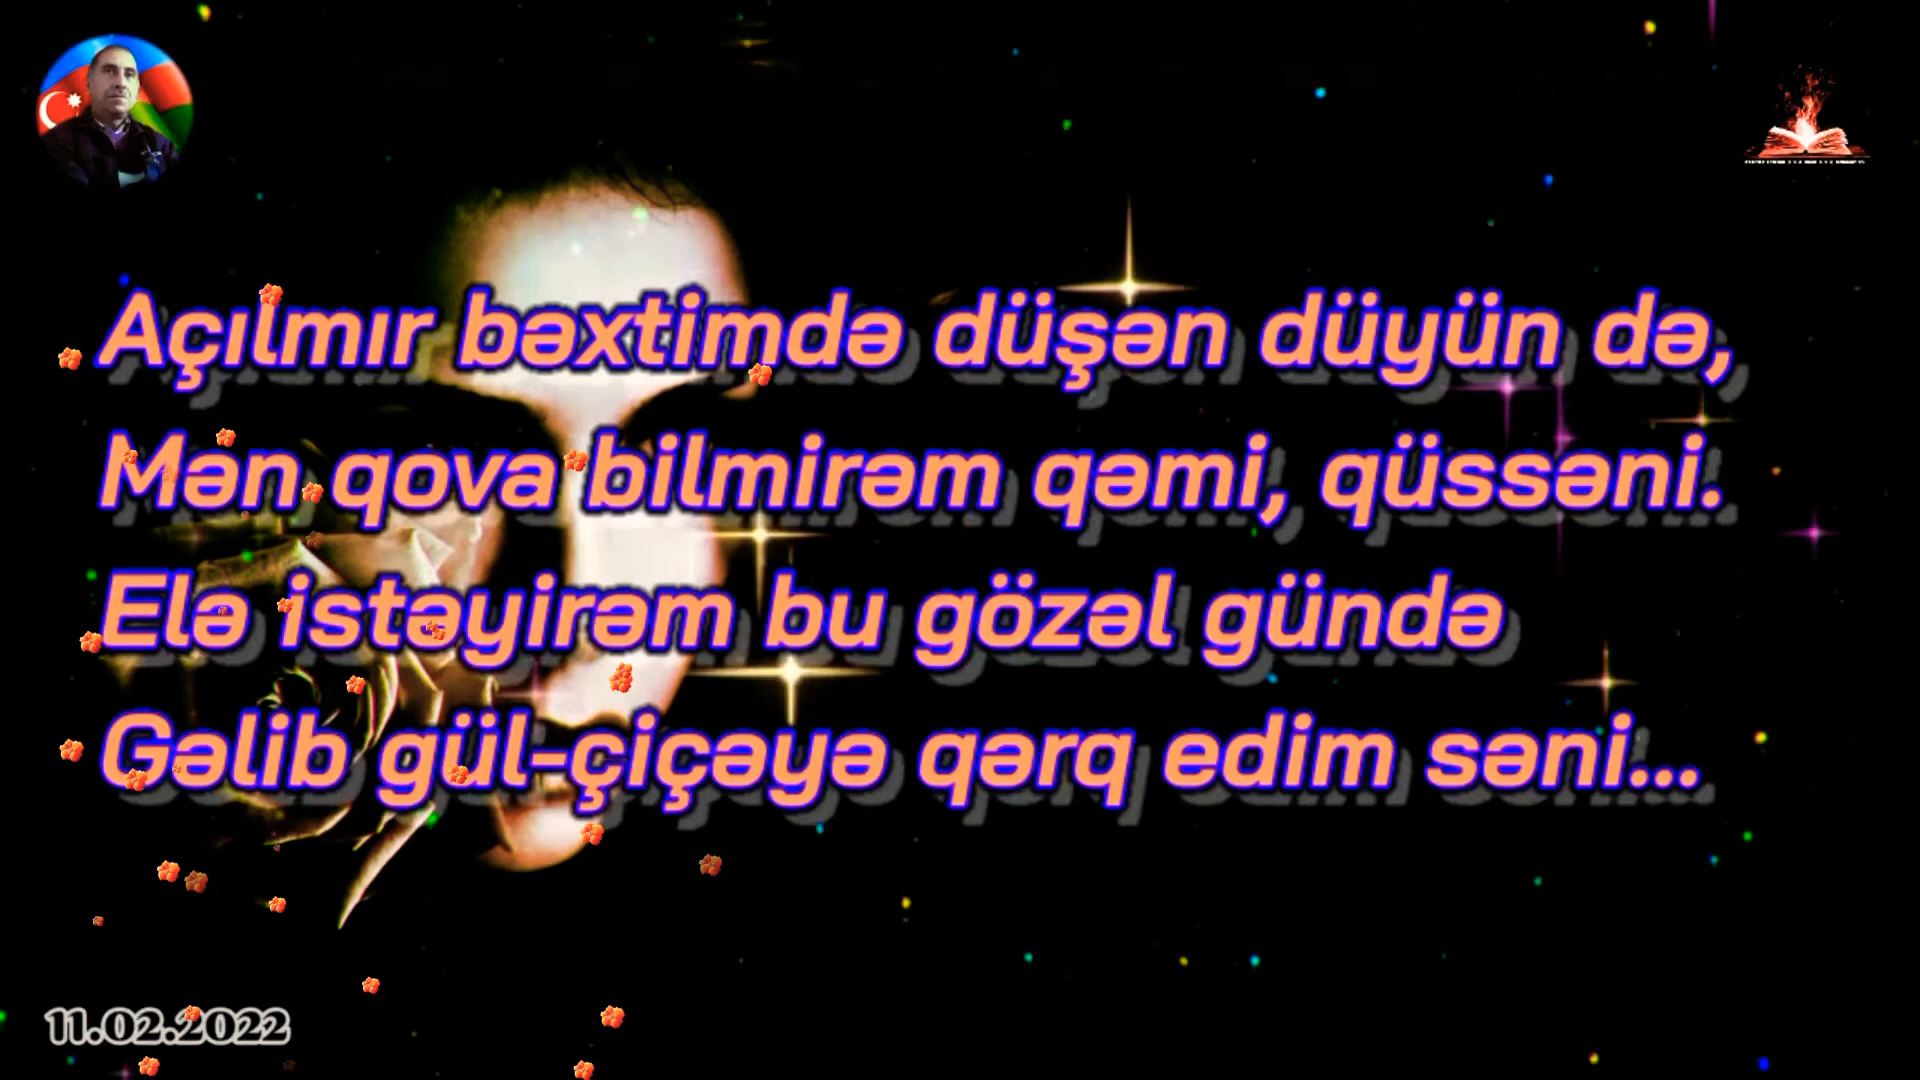 Açılmır bəxtimdə düşən düyün də,
Mən qova bilmirəm qəmi, qüssəni.
Elə istəyirəm bu gözəl gündə
Gəlib gül-çiçəyə qərq edim səni...
11.02.2022